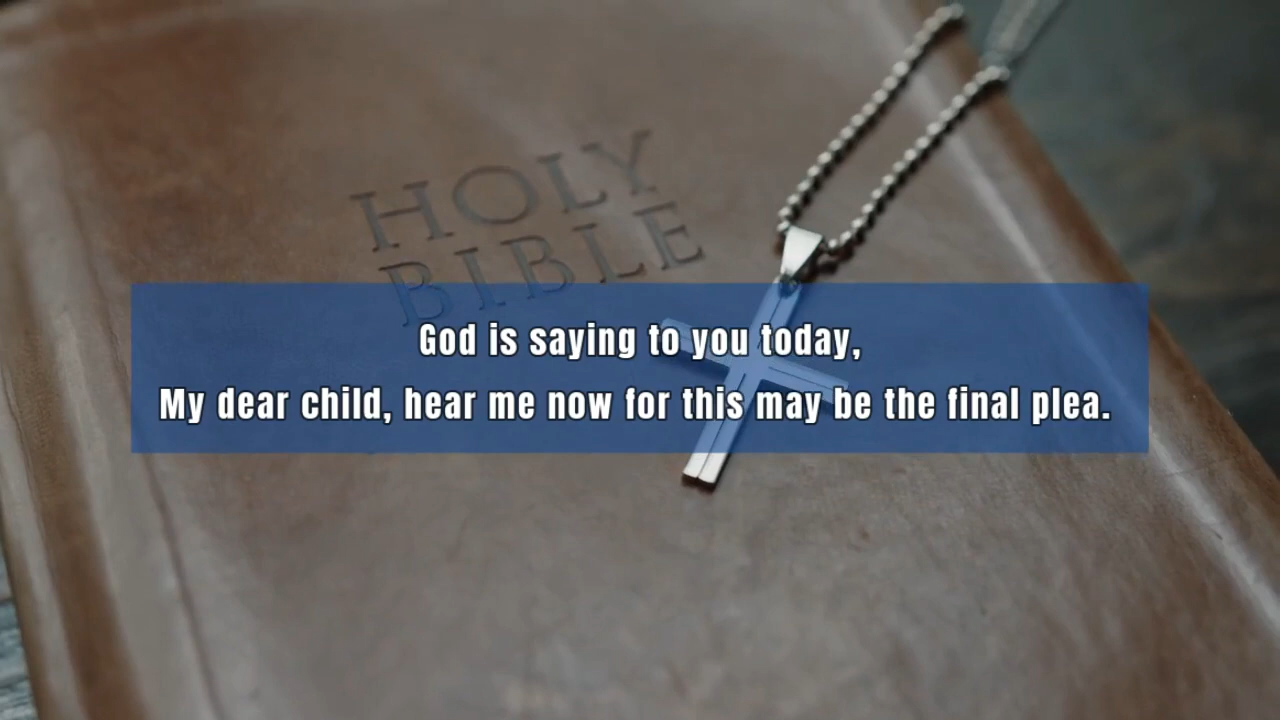 HOLY
BIBLE
God is saying to you today,
My dear child, hear me now for this may be the final plea.